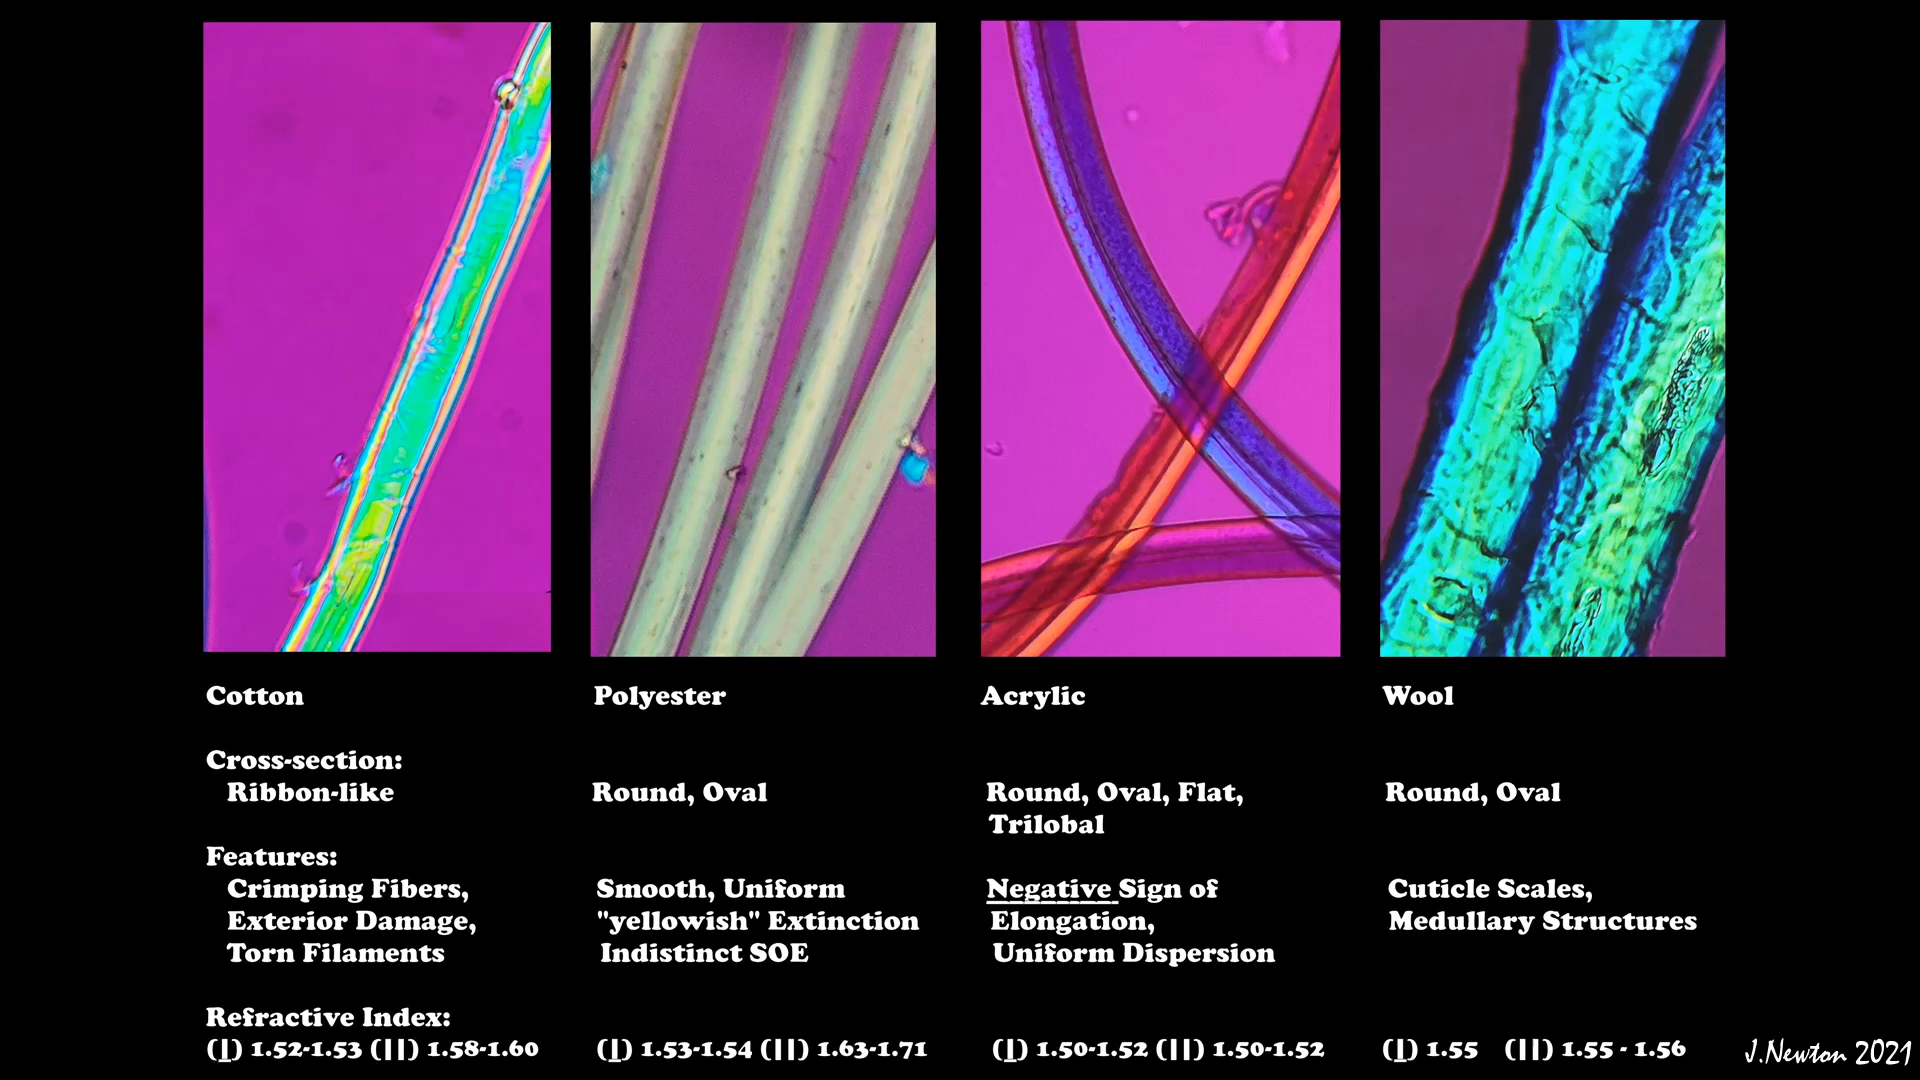 Cotton
Cross-section:
Ribbon-like
Features:
Crimping Fibers,
Exterior Damage,
Torn Filaments
Refractive Index:
(⊥) 1.52-1.53 (||) 1.58-1.60
Polyester
Round, Oval
Smooth, Uniform
"yellowish" Extinction
Indistinct SOE
(⊥) 1.53-1.54 (||) 1.63-1.71
Acrylic
Round, Oval, Flat,
Trilobal
Negative Sign of
Elongation,
Uniform Dispersion
(⊥) 1.50-1.52 (||) 1.50-1.52
Wool
Round, Oval
Cuticle Scales,
Medullary Structures
(⊥) 1.55 (||) 1.55 - 1.56
J.Newton 2021